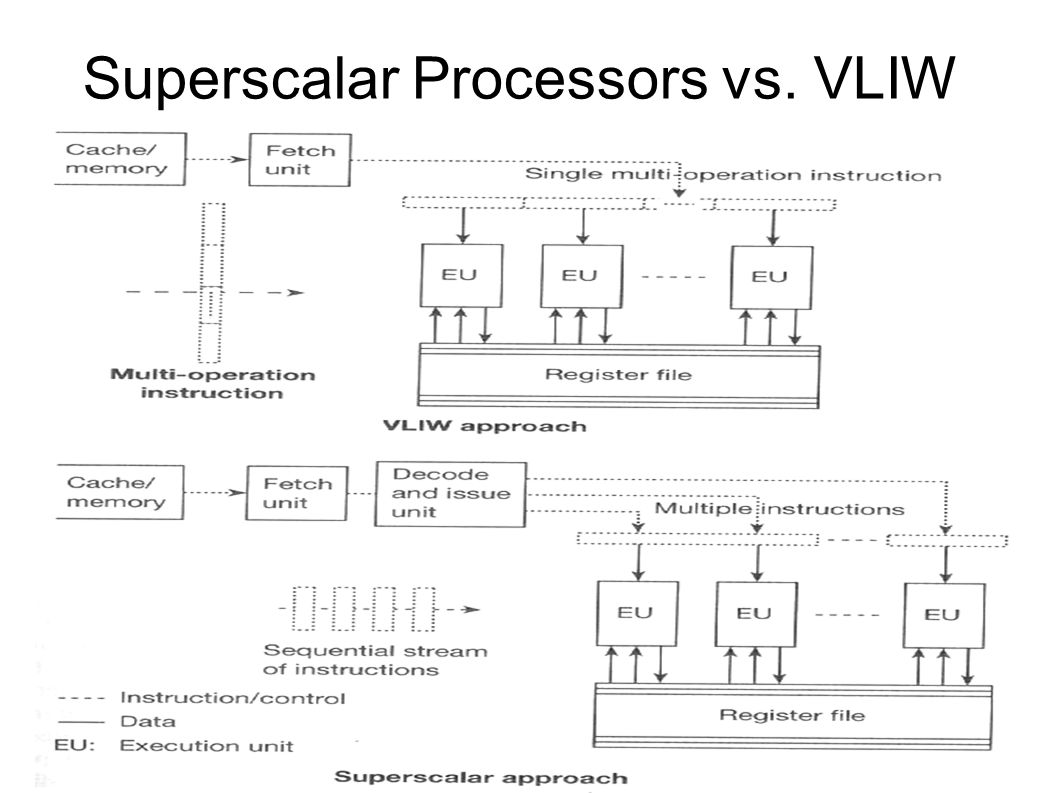 Superscalar Processors vs. VLIW
Cache/
memory
Fetch
unit
Single multi-operation instruction
EU
EU
EU
Register file
Multi-operation
instruction
VLIW approach
Cache/
memory
Fetch
unit
Decode
and issue
unit
Multiple instructions
EU
EU
EU
Register file
Sequential stream
of instructions
Instruction/control
Data
EU: Execution unit
Superscalar approach